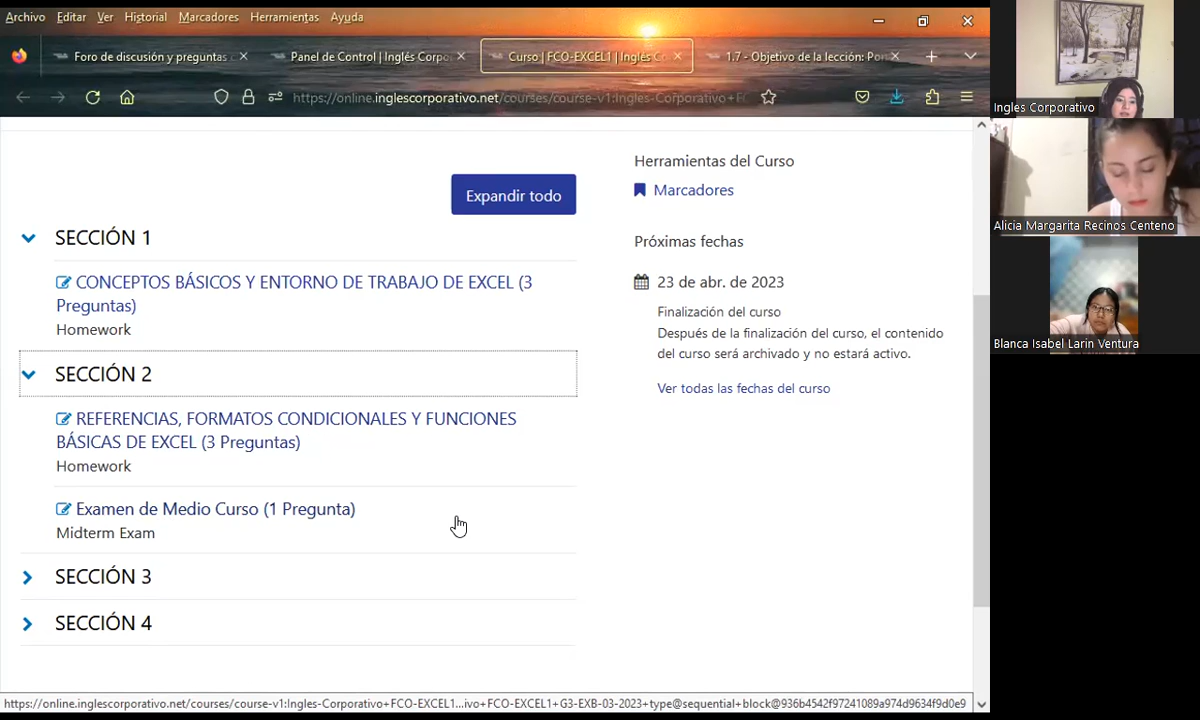 Archivo Editar Ver Historial Marcadores Herramientas Ayuda
Foro de discusión y preguntas
Panel de Control | Inglés Corpo
Curso | FCO-EXCEL1 | Inglés C
1.7 - Objetivo de la lección: Po
https://online.inglescorporativo.net/courses/course-v1:Ingles-Corporativo+F
Expandir todo
SECCIÓN 1
CONCEPTOS BÁSICOS Y ENTORNO DE TRABAJO DE EXCEL (3
Preguntas)
Homework
SECCIÓN 2
REFERENCIAS, FORMATOS CONDICIONALES Y FUNCIONES
BÁSICAS DE EXCEL (3 Preguntas)
Homework
Examen de Medio Curso (1 Pregunta)
Midterm Exam
SECCIÓN 3
SECCIÓN 4
Herramientas del Curso
Marcadores
Próximas fechas
23 de abr. de 2023
Finalización del curso
Después de la finalización del curso, el contenido
del curso será archivado y no estará activo.
Ver todas las fechas del curso
https://online.inglescorporativo.net/courses/course-v1:Ingles-Corporativo+FCO-EXCEL1...ivo+FCO-EXCEL1+G3-EXB-03-2023+type@sequential+block@936b4542f97241089a974d9634f9d0e9
Ingles Corporativo
Alicia Margarita Recinos Centeno
Blanca Isabel Larin Ventura